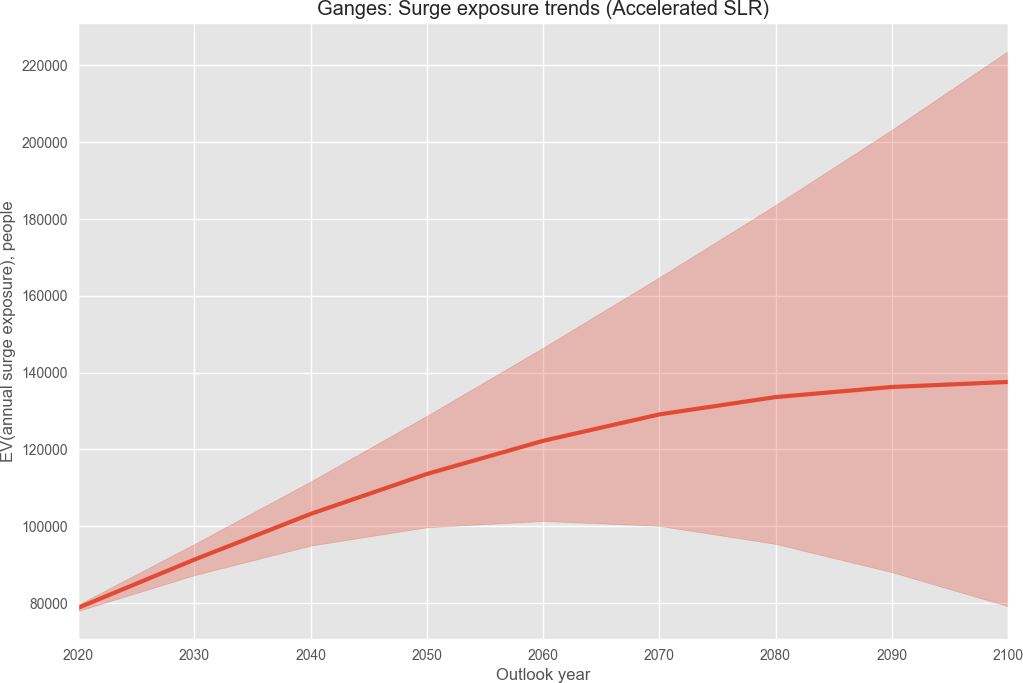 Ganges: Surge exposure trends (Accelerated SLR)
EV(annual surge exposure), people
220000
200000
180000
160000
140000
120000
100000
80000
2020 2030 2040 2050 2060 2070 2080 2090 2100
Outlook year